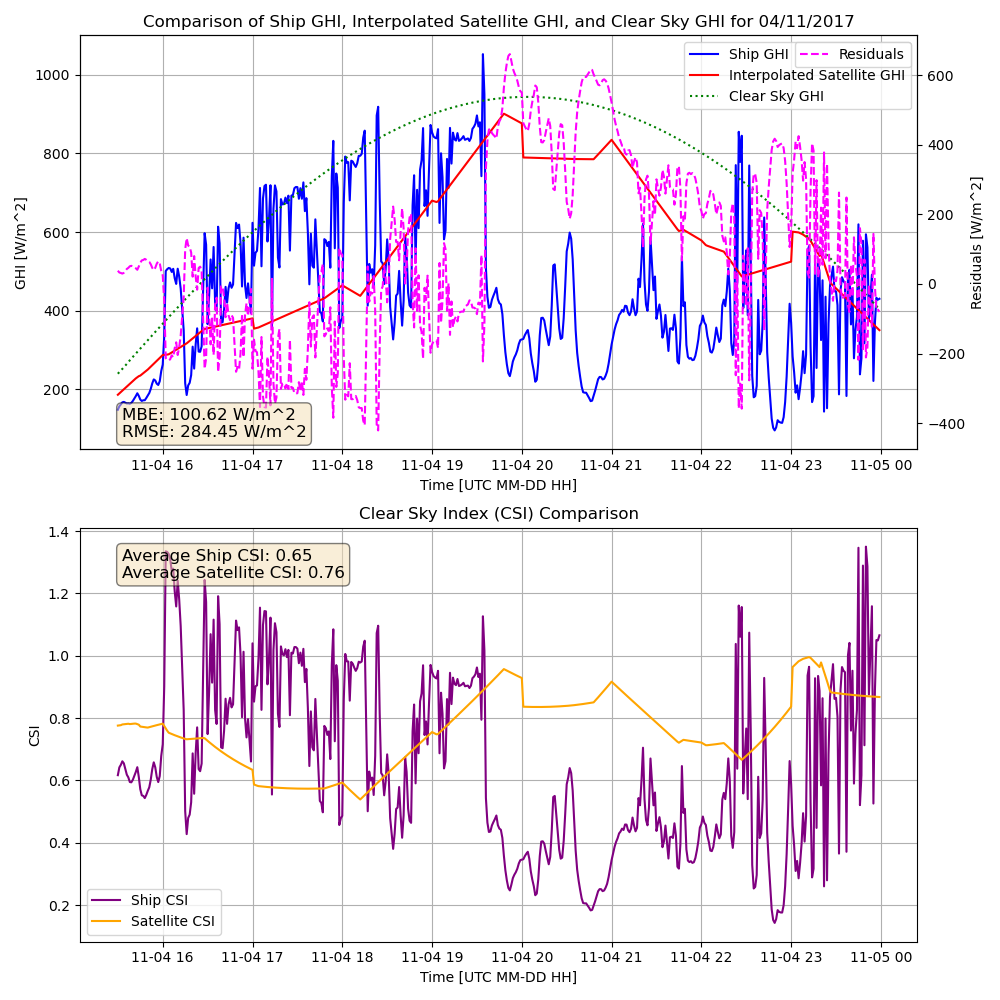 Comparison of Ship GHI, Interpolated Satellite GHI, and Clear Sky GHI for 04/11/2017
GHI [W/m^2]
1000
800
600
400
200
Ship GHI
Interpolated Satellite GHI
Clear Sky GHI
Residuals
600
400
200
0
−200
−400
Residuals [W/m^2]
MBE: 100.62 W/m^2
RMSE: 284.45 W/m^2
11-04 16 11-04 17 11-04 18 11-04 19 11-04 20 11-04 21 11-04 22 11-04 23 11-05 00
Time [UTC MM-DD HH]
Clear Sky Index (CSI) Comparison
CSI
1.4
1.2
1.0
0.8
0.6
0.4
0.2
Average Ship CSI: 0.65
Average Satellite CSI: 0.76
Ship CSI
Satellite CSI
11-04 16 11-04 17 11-04 18 11-04 19 11-04 20 11-04 21 11-04 22 11-04 23 11-05 00
Time [UTC MM-DD HH]